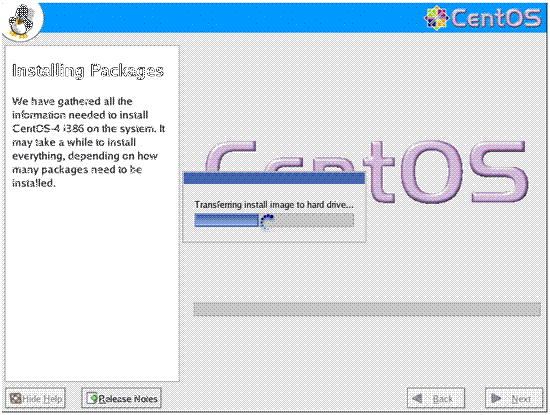 CentOS
Installing Packages
We have gathered all the
information needed to install
CentOS-4 i386 on the system. It
may take a while to install
everything, depending on how
many packages need to be
installed.
CentOS
Transferring install image to hard drive...
Hide Help
Release Notes
Back
Next